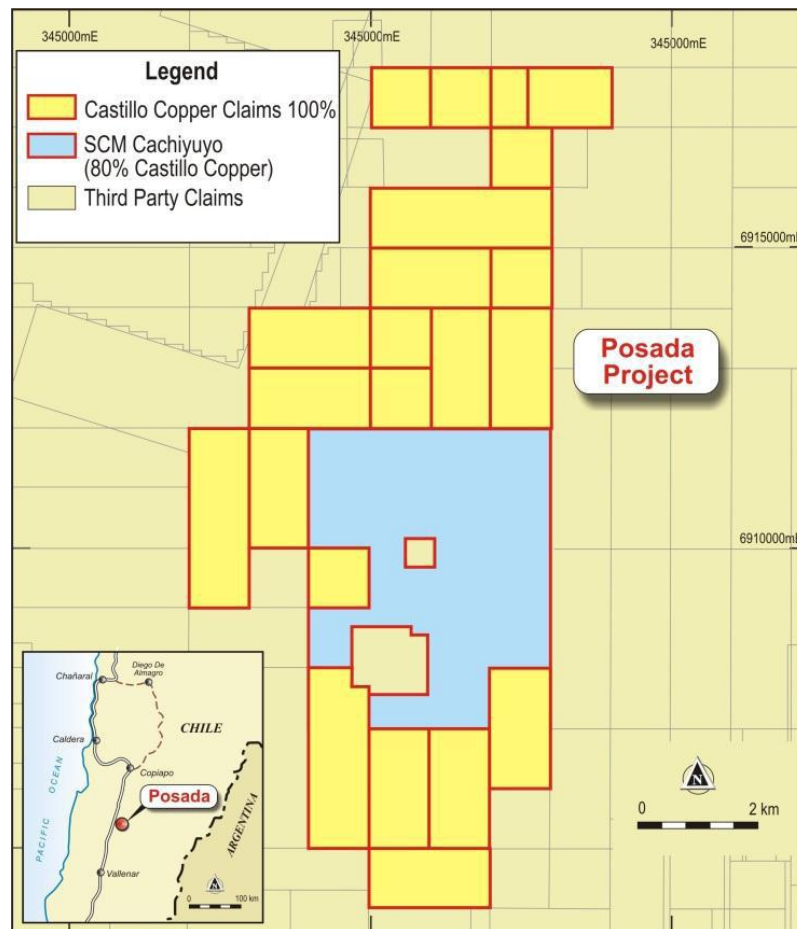 345000mE 345000mE 345000mE
Legend
Castillo Copper Claims 100%
SCM Cachiyuyo
(80% Castillo Copper)
Third Party Claims
6915000mE
Posada
Project
6910000mE
Chañaral
Diego De
Almagro
CHILE
Caldera
Copiapo
Posada
PACIFIC OCEAN
ARGENTINA
Vallenar
N
0 100 km
N
0 2 km